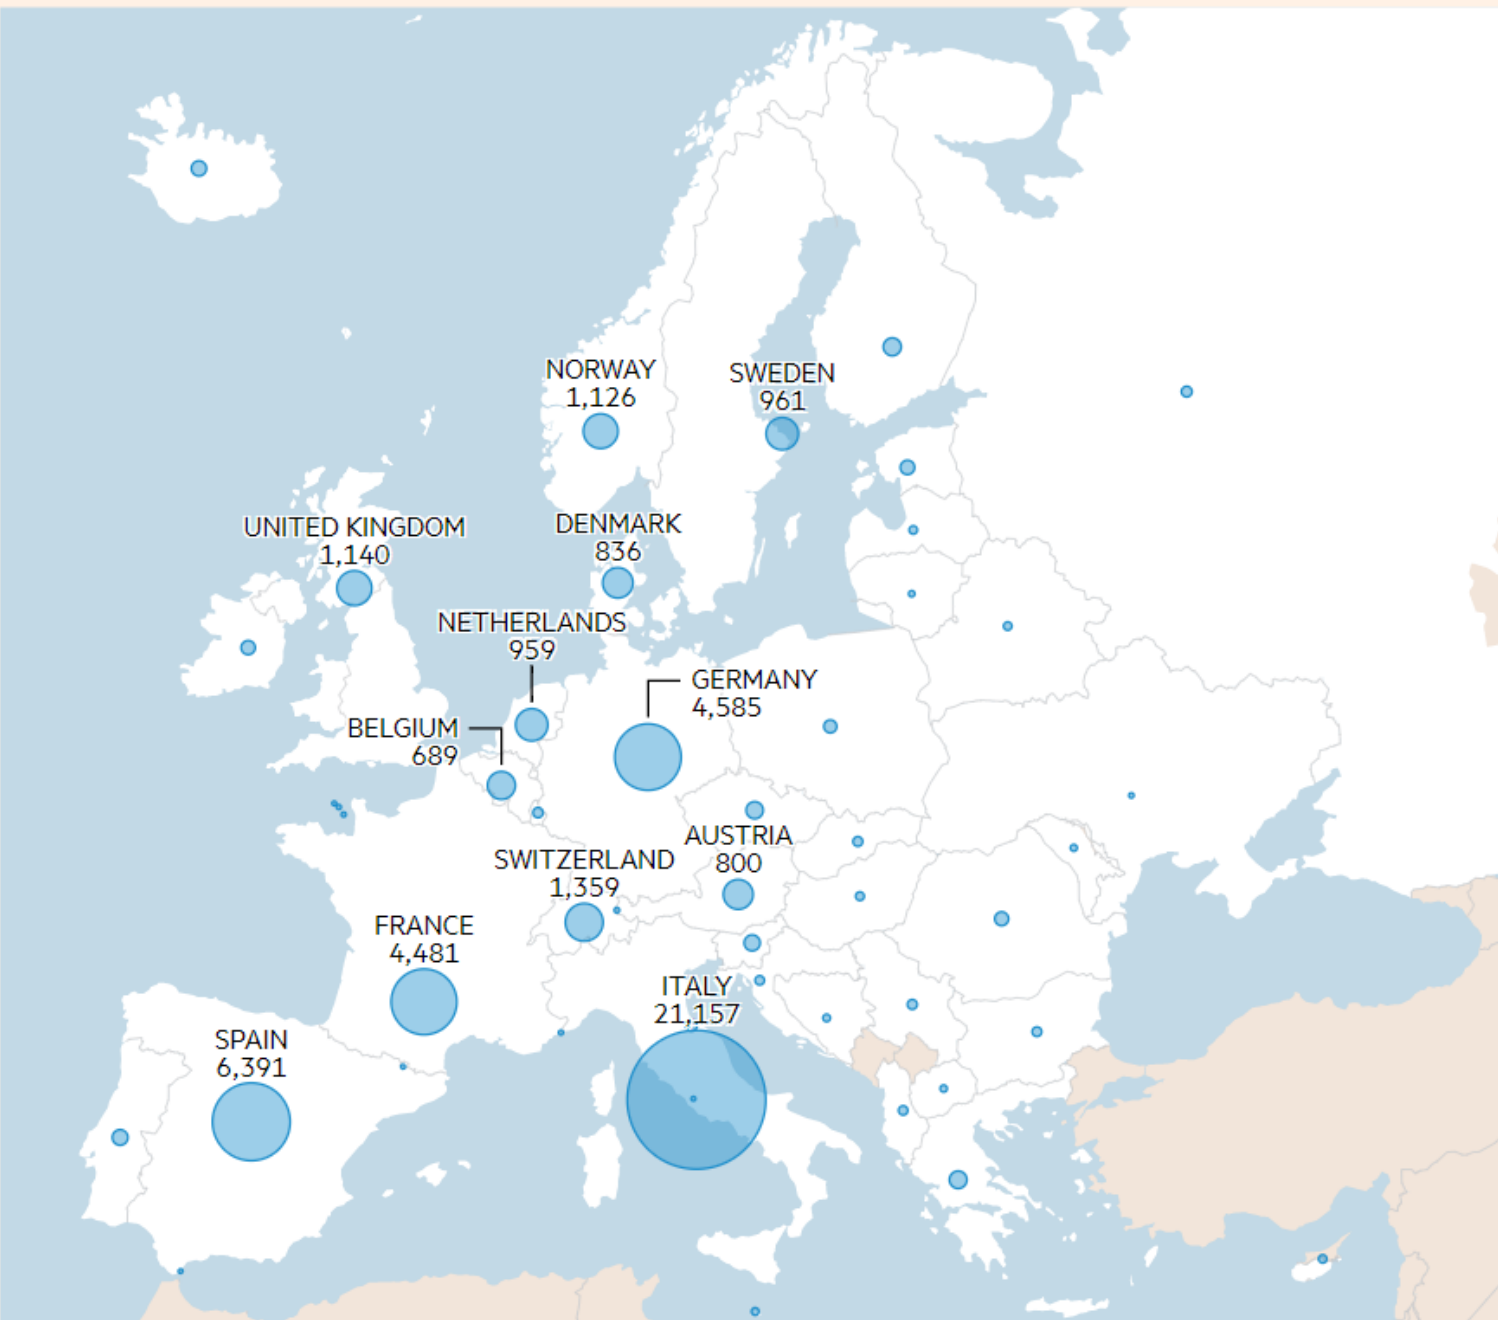 NORWAY
1,126
SWEDEN
961
UNITED KINGDOM
1,140
DENMARK
836
NETHERLANDS
959
GERMANY
4,585
BELGIUM
689
AUSTRIA
800
SWITZERLAND
1,359
FRANCE
4,481
ITALY
21,157
SPAIN
6,391